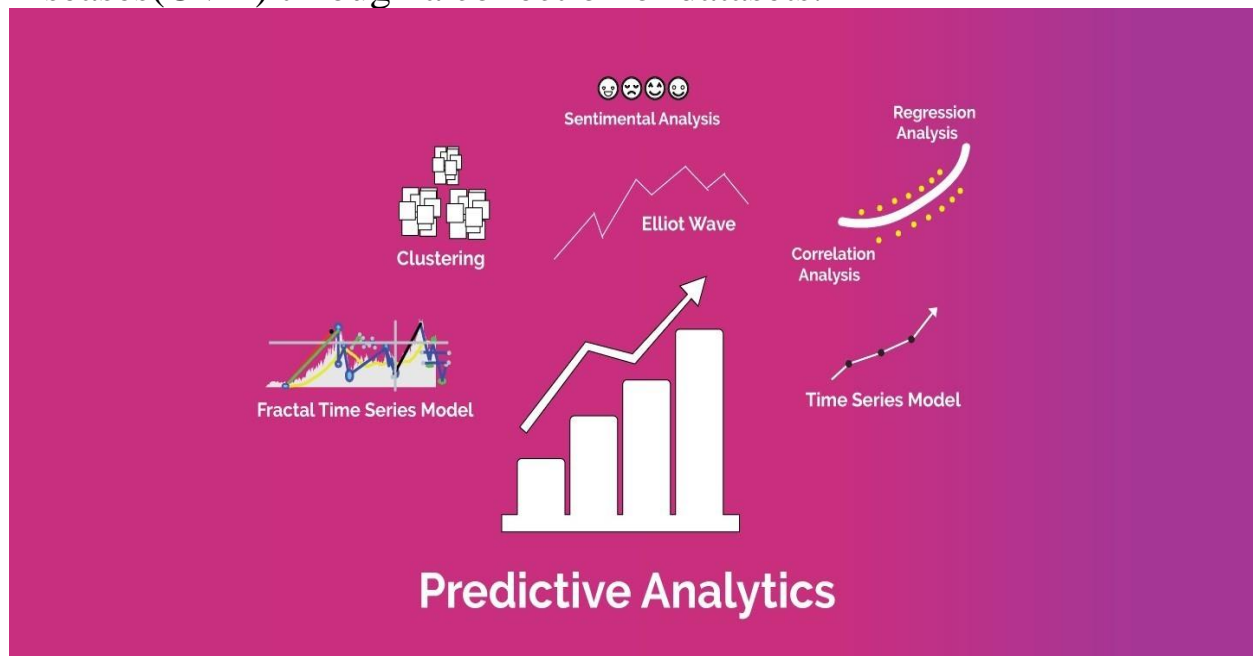 Sentimental Analysis
Regression
Analysis
Elliot Wave
Clustering
Correlation
Analysis
Fractal Time Series Model
Time Series Model
Predictive Analytics